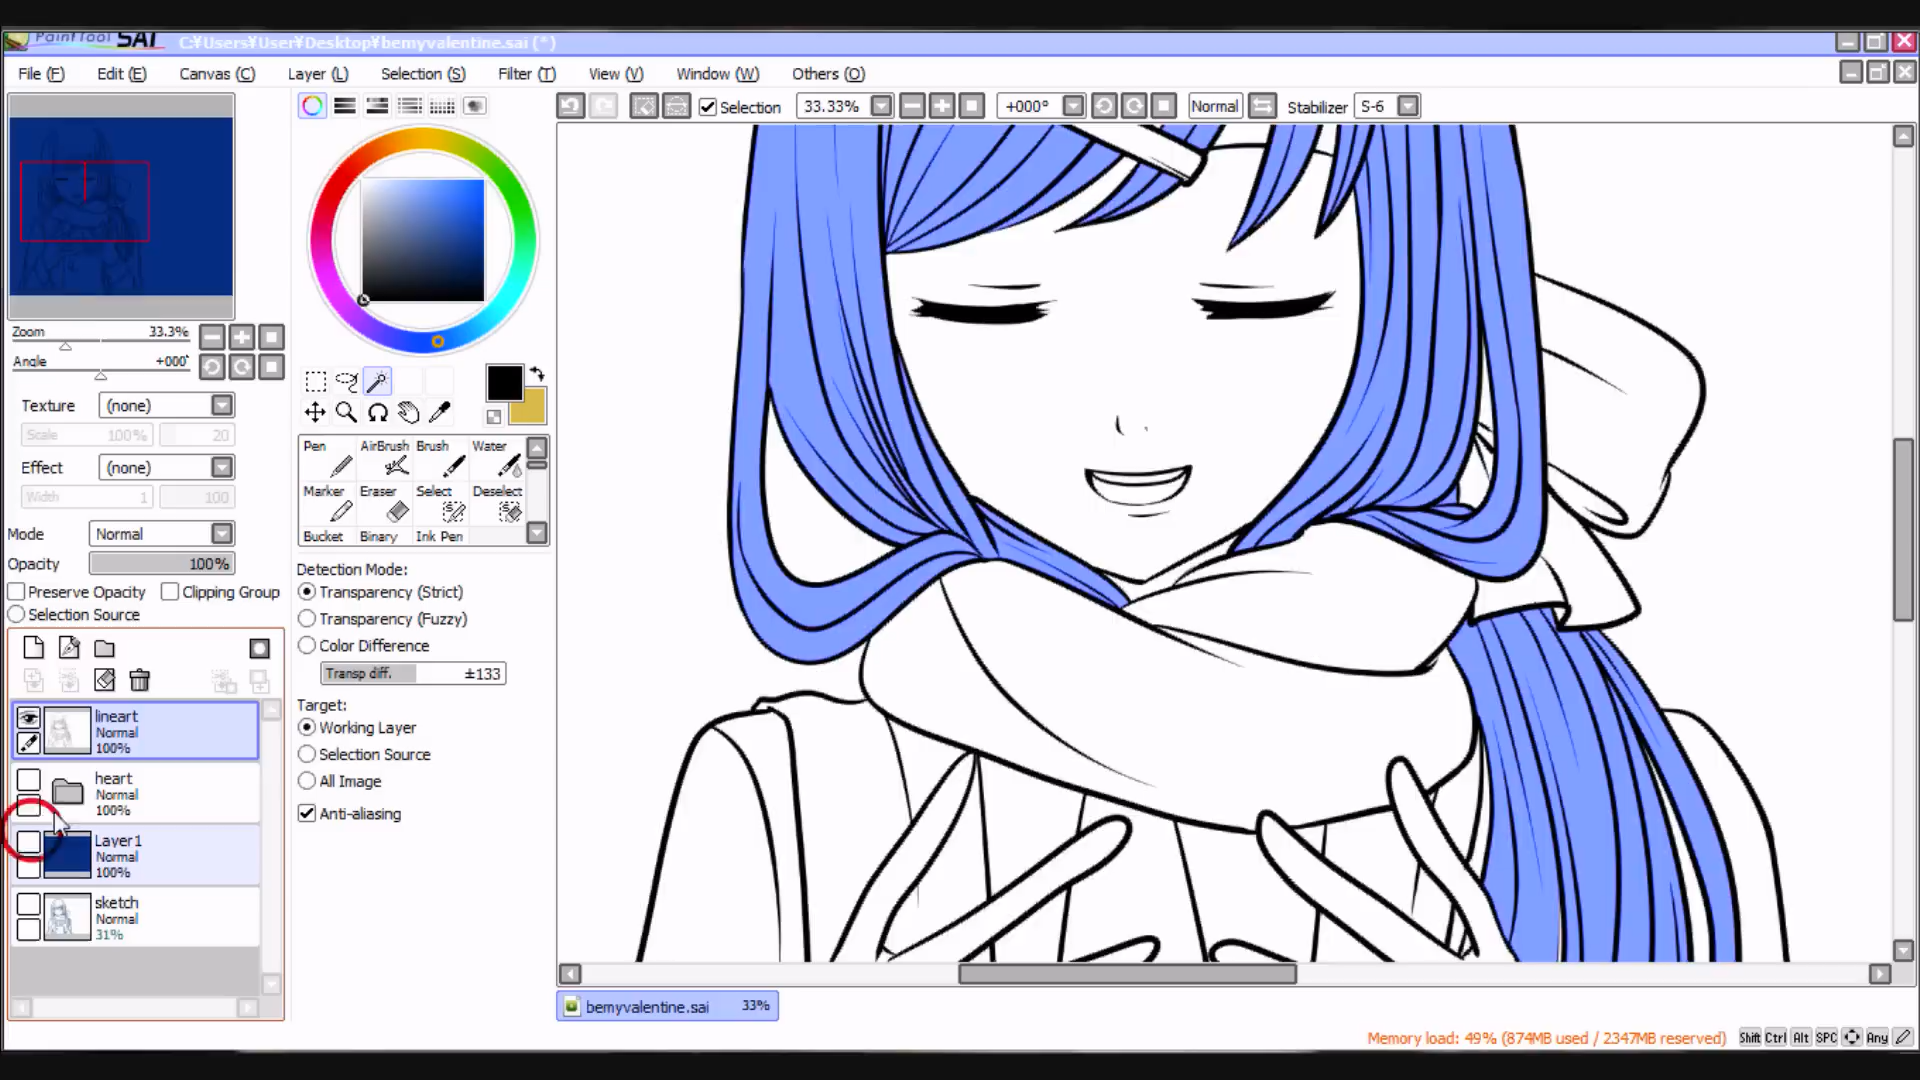 PaintTool SAI C:¥Users¥User¥Desktop¥bemyvalentine.sai (*)
File (F) Edit (E) Canvas (C) Layer (L) Selection (S) Filter (T) View (V) Window (W) Others (O)
Selection 33.33% +000° Normal Stabilizer S-6
Zoom 33.3%
Angle +000°
Texture (none)
Scale 100% 20
Effect (none)
Width 1 100
Mode Normal
Opacity 100%
Preserve Opacity Clipping Group
Selection Source
lineart
Normal
100%
heart
Normal
100%
Layer1
Normal
100%
sketch
Normal
31%
Pen AirBrush Brush Water
Marker Eraser Select Deselect
Bucket Binary Ink Pen
Detection Mode:
Transparency (Strict)
Transparency (Fuzzy)
Color Difference
Transp diff. ±133
Target:
Working Layer
Selection Source
All Image
Anti-aliasing
bemyvalentine.sai 33%
Memory load: 49% (874MB used / 2347MB reserved) Shift Ctrl Alt SPC Any